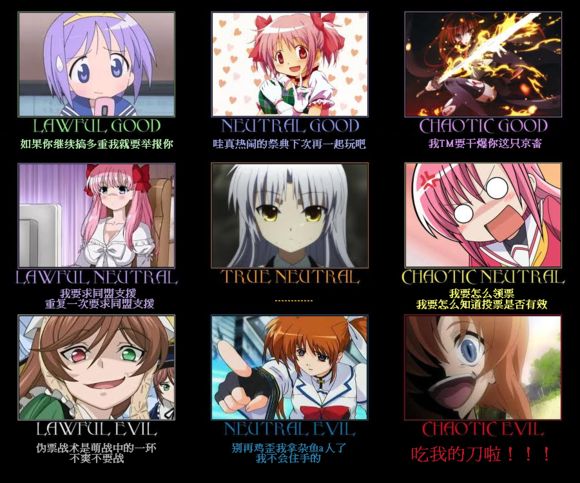 LAWFUL GOOD
如果你继续搞多重我就要举报你
NEUTRAL GOOD
哇真热闹的祭典下次再一起玩吧
CHAOTIC GOOD
我TM要干爆你这只京畜
LAWFUL NEUTRAL
我要求同盟支援
重复一次要求同盟支援
TRUE NEUTRAL
............
CHAOTIC NEUTRAL
我要怎么领票
我要怎么知道投票是否有效
LAWFUL EVIL
伪票战术是萌战中的一环
不爽不要战
NEUTRAL EVIL
别再鸡歪我拿杂鱼a人了
我不会住手的
CHAOTIC EVIL
吃我的刀啦！！！